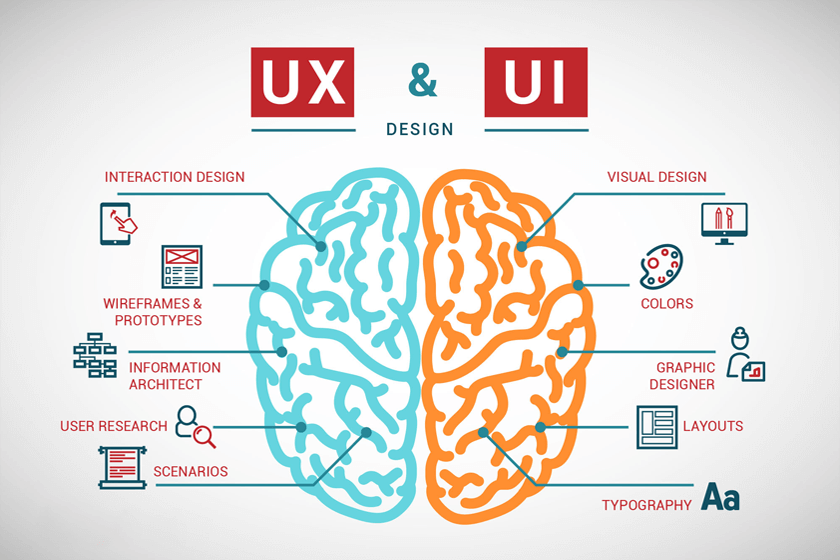 UX & UI
DESIGN
INTERACTION DESIGN
WIREFRAMES &
PROTOTYPES
INFORMATION
ARCHITECT
USER RESEARCH
SCENARIOS
VISUAL DESIGN
COLORS
GRAPHIC
DESIGNER
LAYOUTS
TYPOGRAPHY Aa